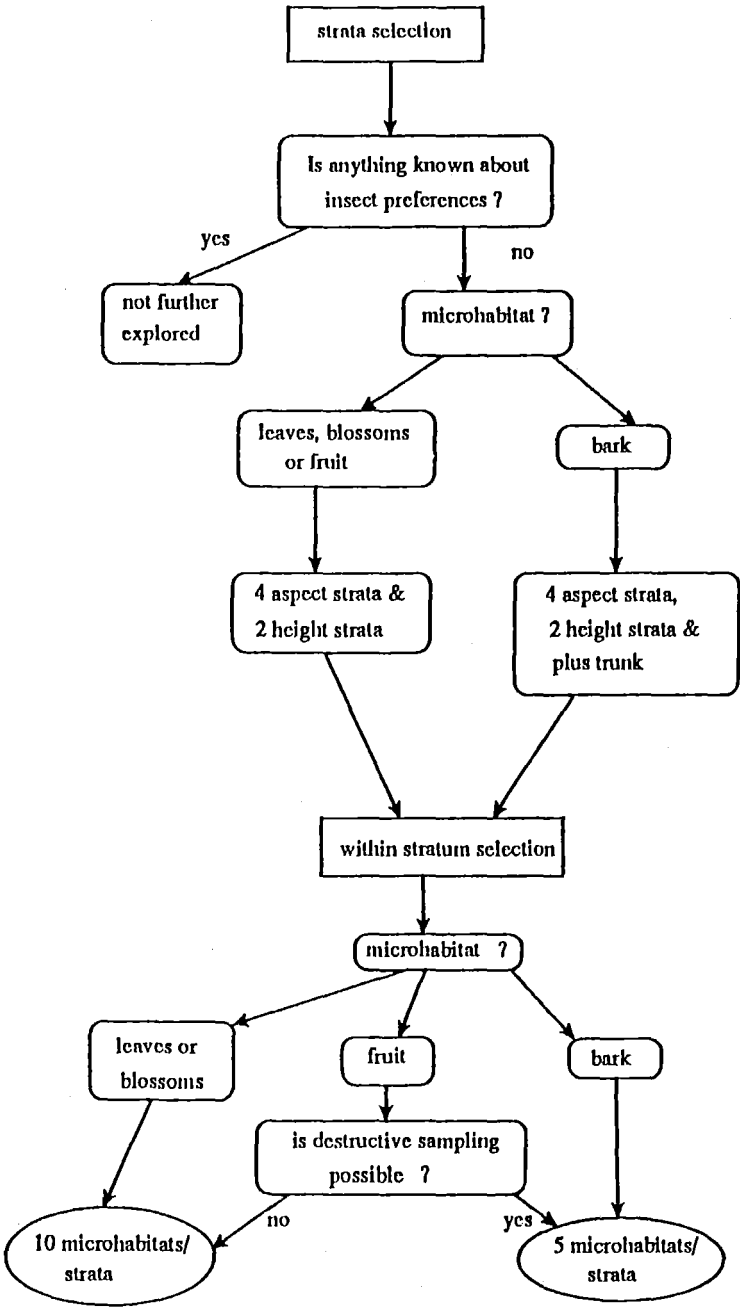 strata selection
Is anything known about
insect preferences ?
yes
no
not further
explored
microhabitat ?
leaves, blossoms
or fruit
bark
4 aspect strata &
2 height strata
4 aspect strata,
2 height strata &
plus trunk
within stratum selection
microhabitat ?
leaves or
blossoms
fruit
bark
is destructive sampling
possible ?
no
yes
10 microhabitats/
strata
5 microhabitats/
strata